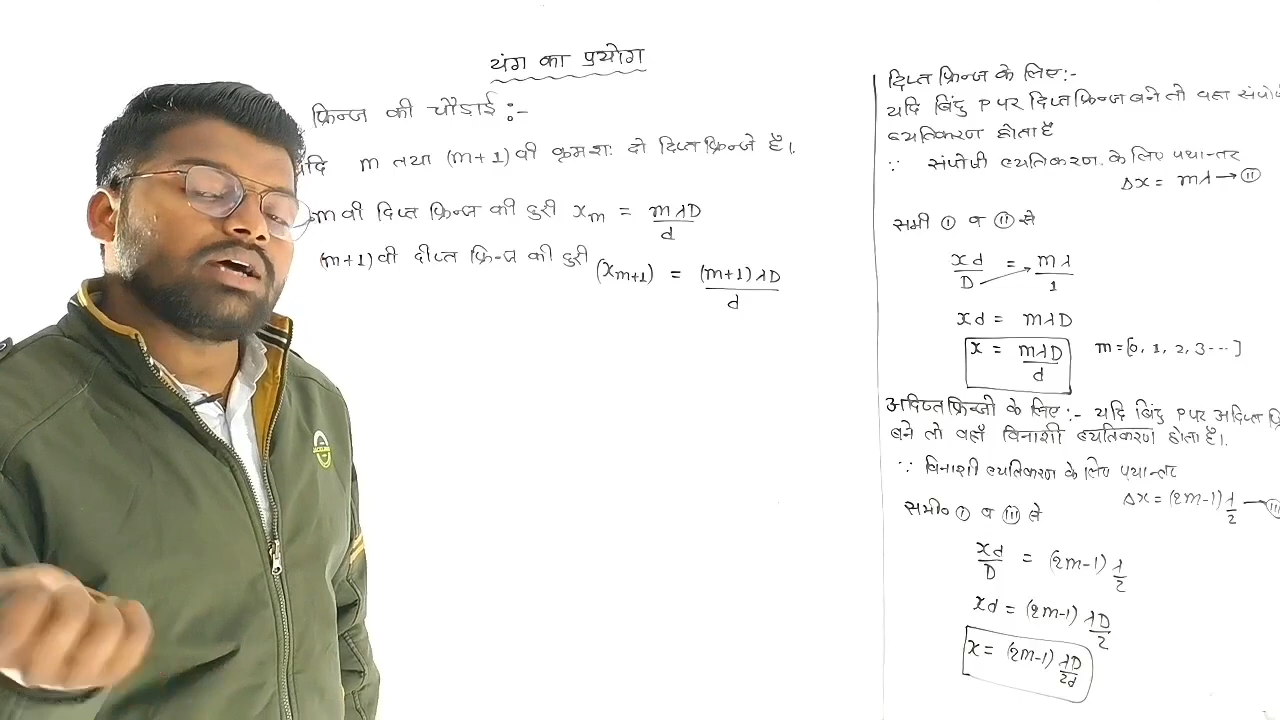 यंग का प्रयोग
फ्रिन्ज की चौड़ाई :-
यदि m तथा (m+1) वी क्रमशः दो दिप्त फ्रिन्जे है।
m वी दिप्त फ्रिन्ज की दुरी xm = mλD/d
(m+1) वी दीप्त फ्रिन्ज की दुरी (xm+1) = (m+1)λD/d
दिप्त फ्रिन्ज के लिए:-
यदि बिंदु P पर दिप्त फ्रिन्ज बने तो वहा
व्यतिकरण होता है
∵ संपोषी व्यतिकरण के लिए पथान्तर
Δx = mλ → II
समी I व II से
xd/D = mλ/1
xd = mλD
x = mλD/d m = [0, 1, 2, 3 ---]
अदिप्त फ्रिन्जो के लिए:- यदि बिंदु P पर अदिप्त
बने तो वहाँ विनाशी व्यतिकरण होता है।
∵ विनाशी व्यतिकरण के लिए पथान्तर
Δx = (2m-1) λ/2 — III
समी० I व III से
xd/D = (2m-1) λ/2
xd = (2m-1) λD/2
x = (2m-1) λD/2d